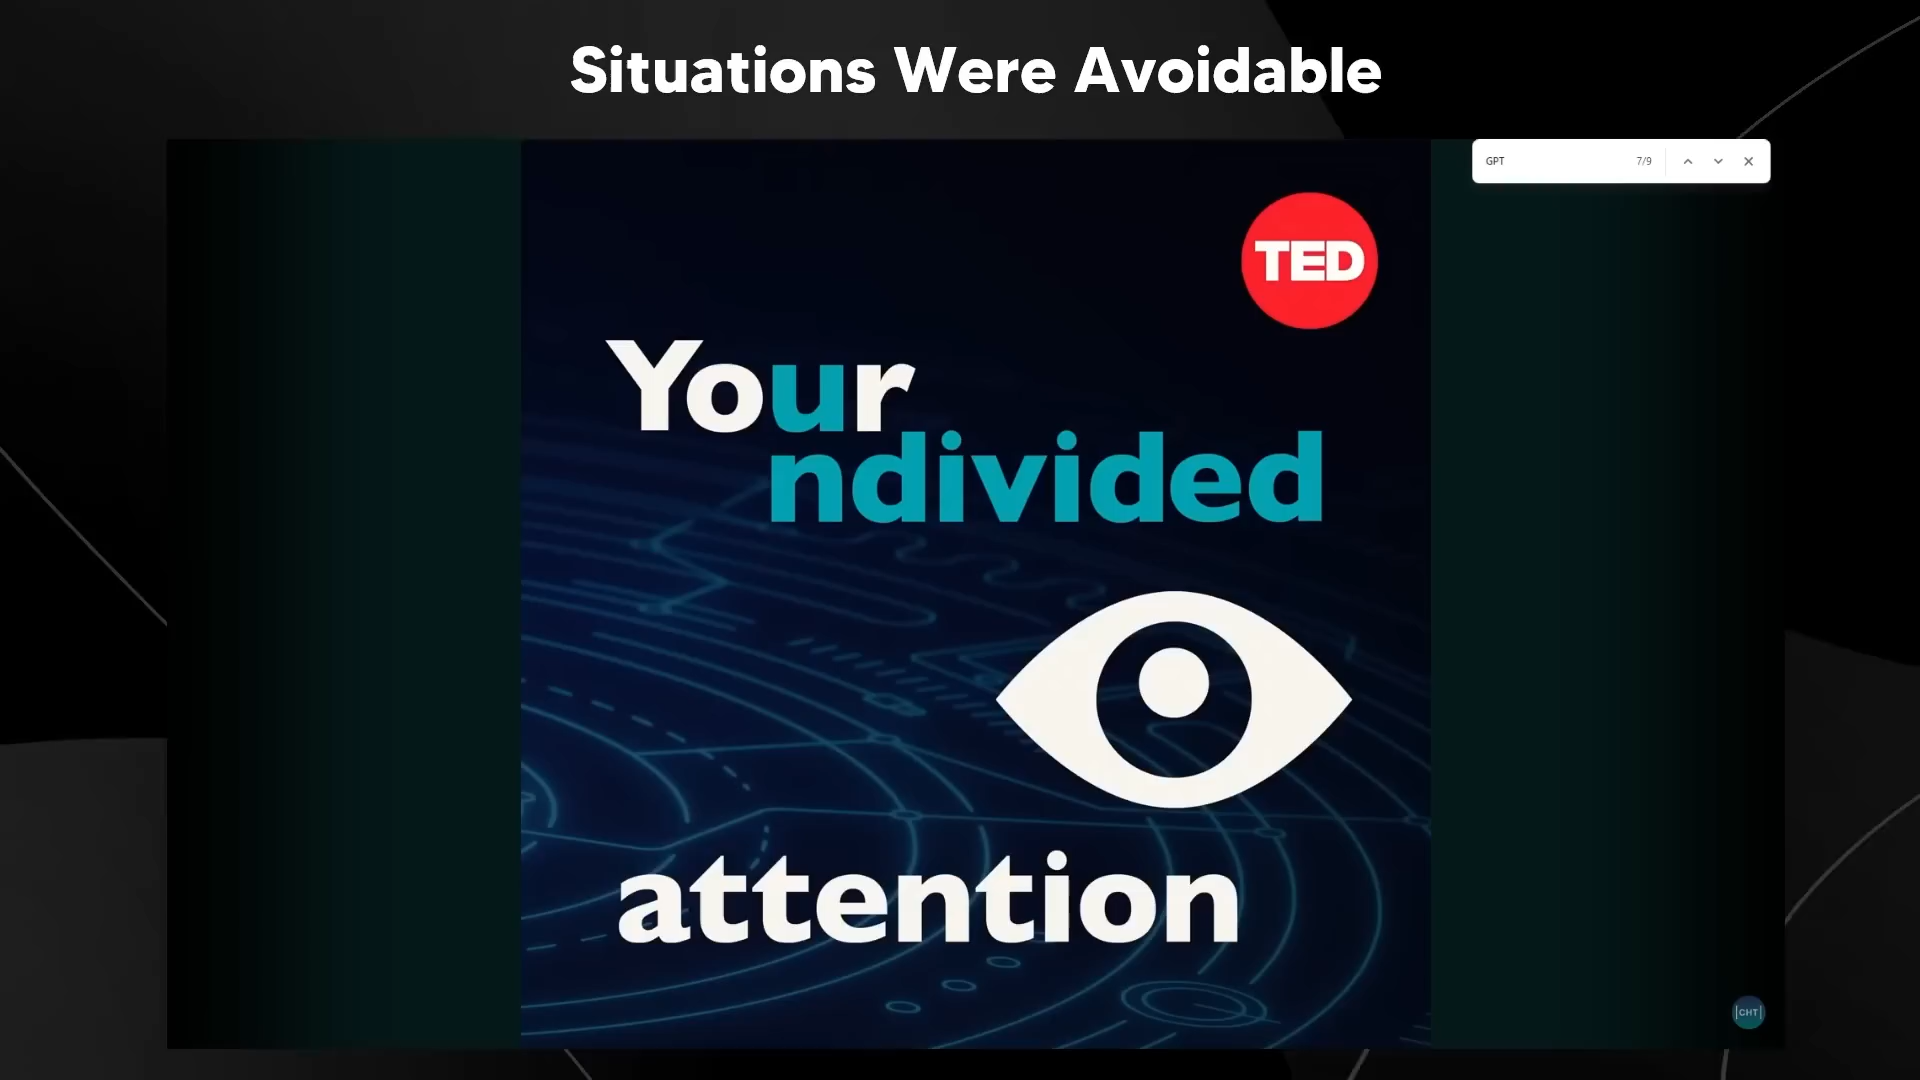 Situations Were Avoidable
GPT 7/9
TED
Your
ndivided
attention
|CHT|